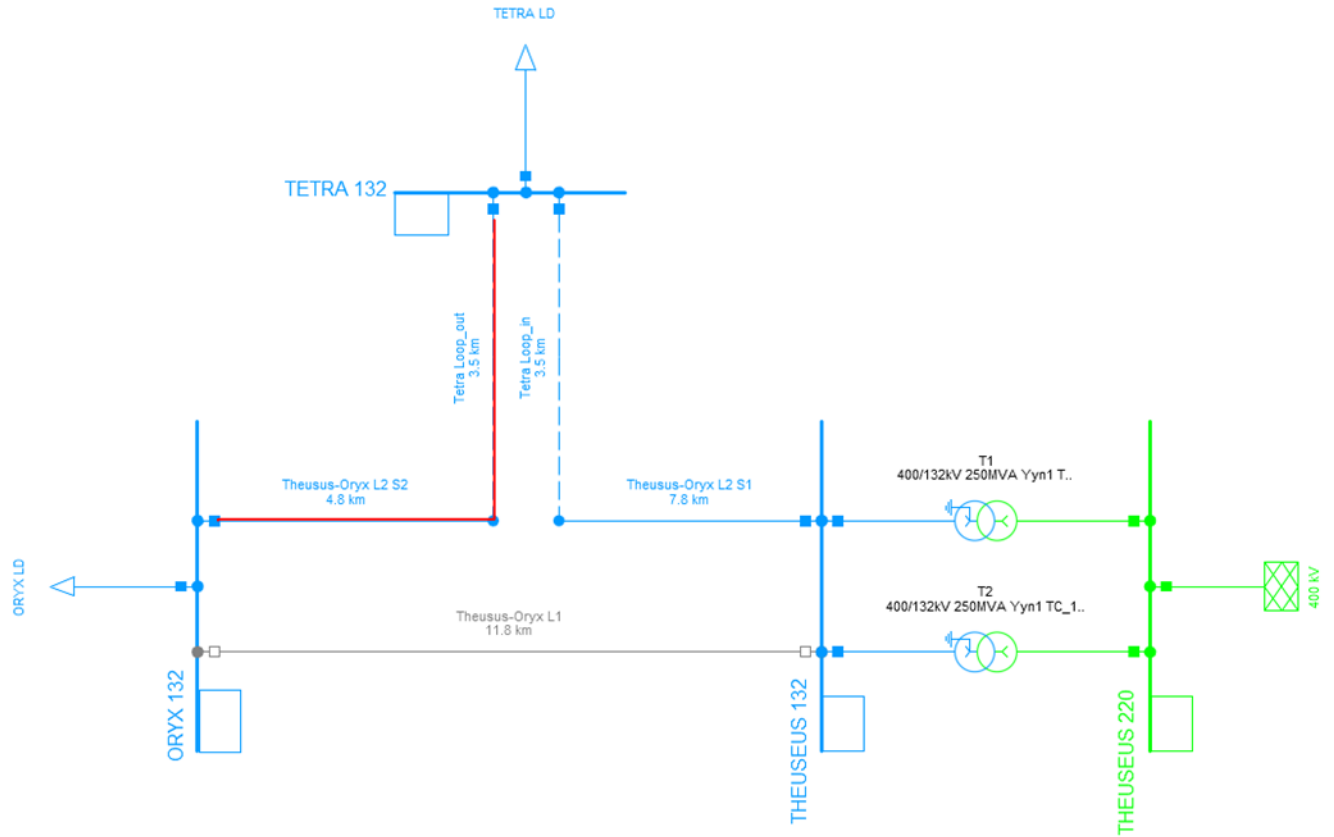 TETRA LD
TETRA 132
Tetra Loop_out
3.5 km
Tetra Loop_in
3.5 km
Theusus-Oryx L2 S2
4.8 km
Theusus-Oryx L2 S1
7.8 km
T1
400/132kV 250MVA Yyn1 T..
ORYX LD
Theusus-Oryx L1
11.8 km
T2
400/132kV 250MVA Yyn1 TC_1..
400 kV
ORYX 132
THEUSEUS 132
THEUSEUS 220